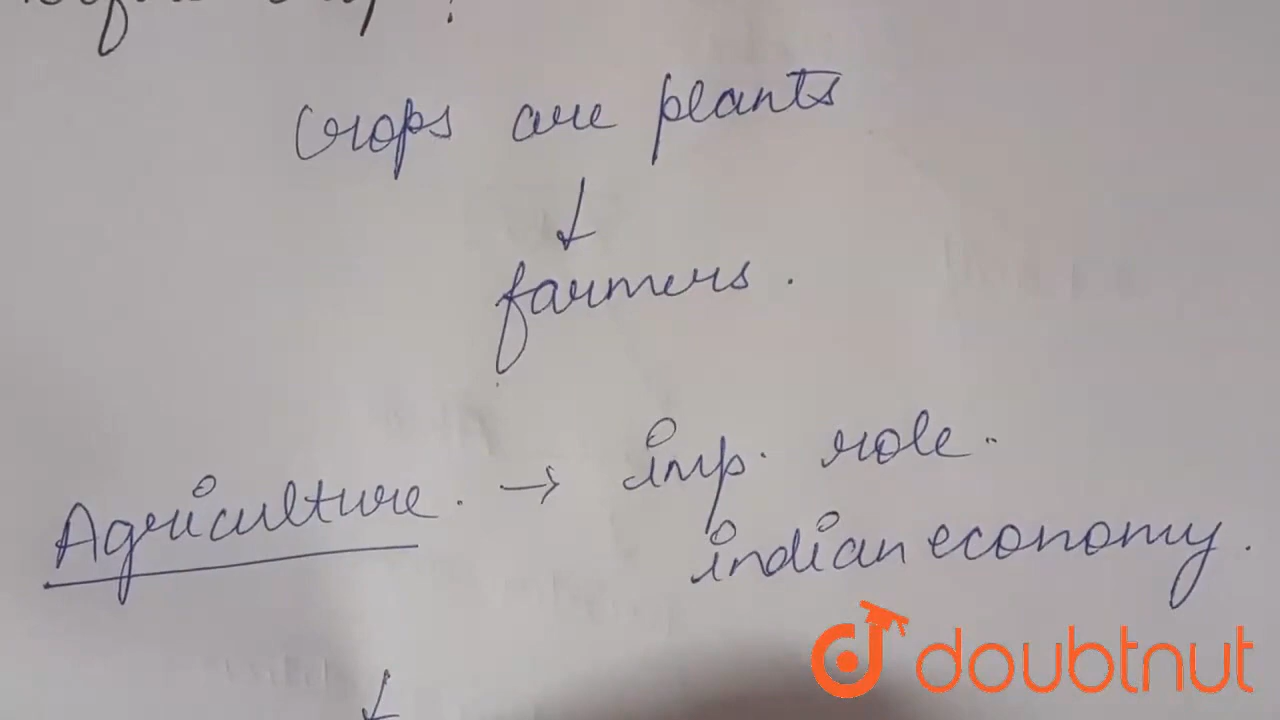 Crops are plants
↓
farmers.
Agriculture. → imp. role.
indian economy.
↓
doubtnut